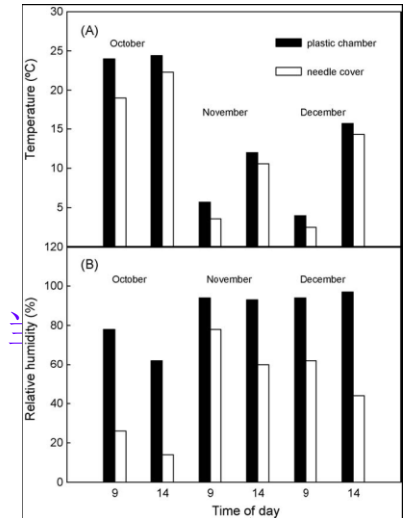 30
(A)
October
plastic chamber
25
needle cover
20
November
December
15
10
5
Temperature (ºC)
120
(B)
October
November
December
100
80
60
40
20
0
Relative humidity (%)
9
14
9
14
9
14
Time of day